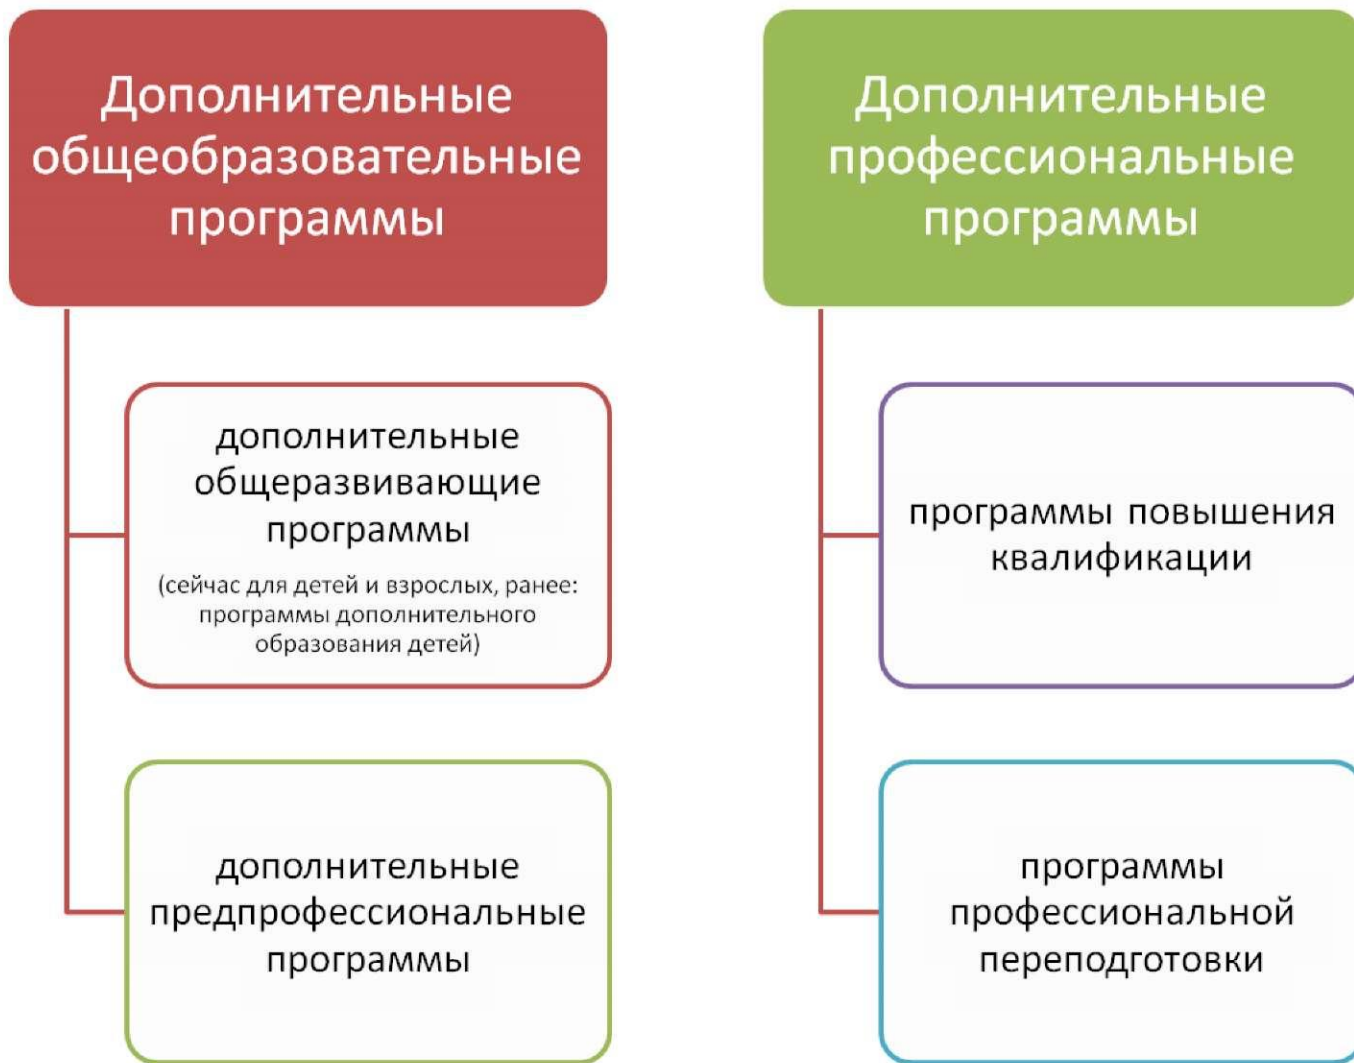 Дополнительные
общеобразовательные
программы
дополнительные
общеразвивающие
программы
(сейчас для детей и взрослых, ранее:
программы дополнительного
образования детей)
дополнительные
предпрофессиональные
программы
Дополнительные
профессиональные
программы
программы повышения
квалификации
программы
профессиональной
переподготовки